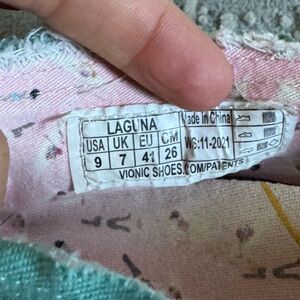 LAGUNA
USA UK EU CM
9 7 41 26
Made in China
WS:11-2021
VIONIC SHOES.COM/PATENTS